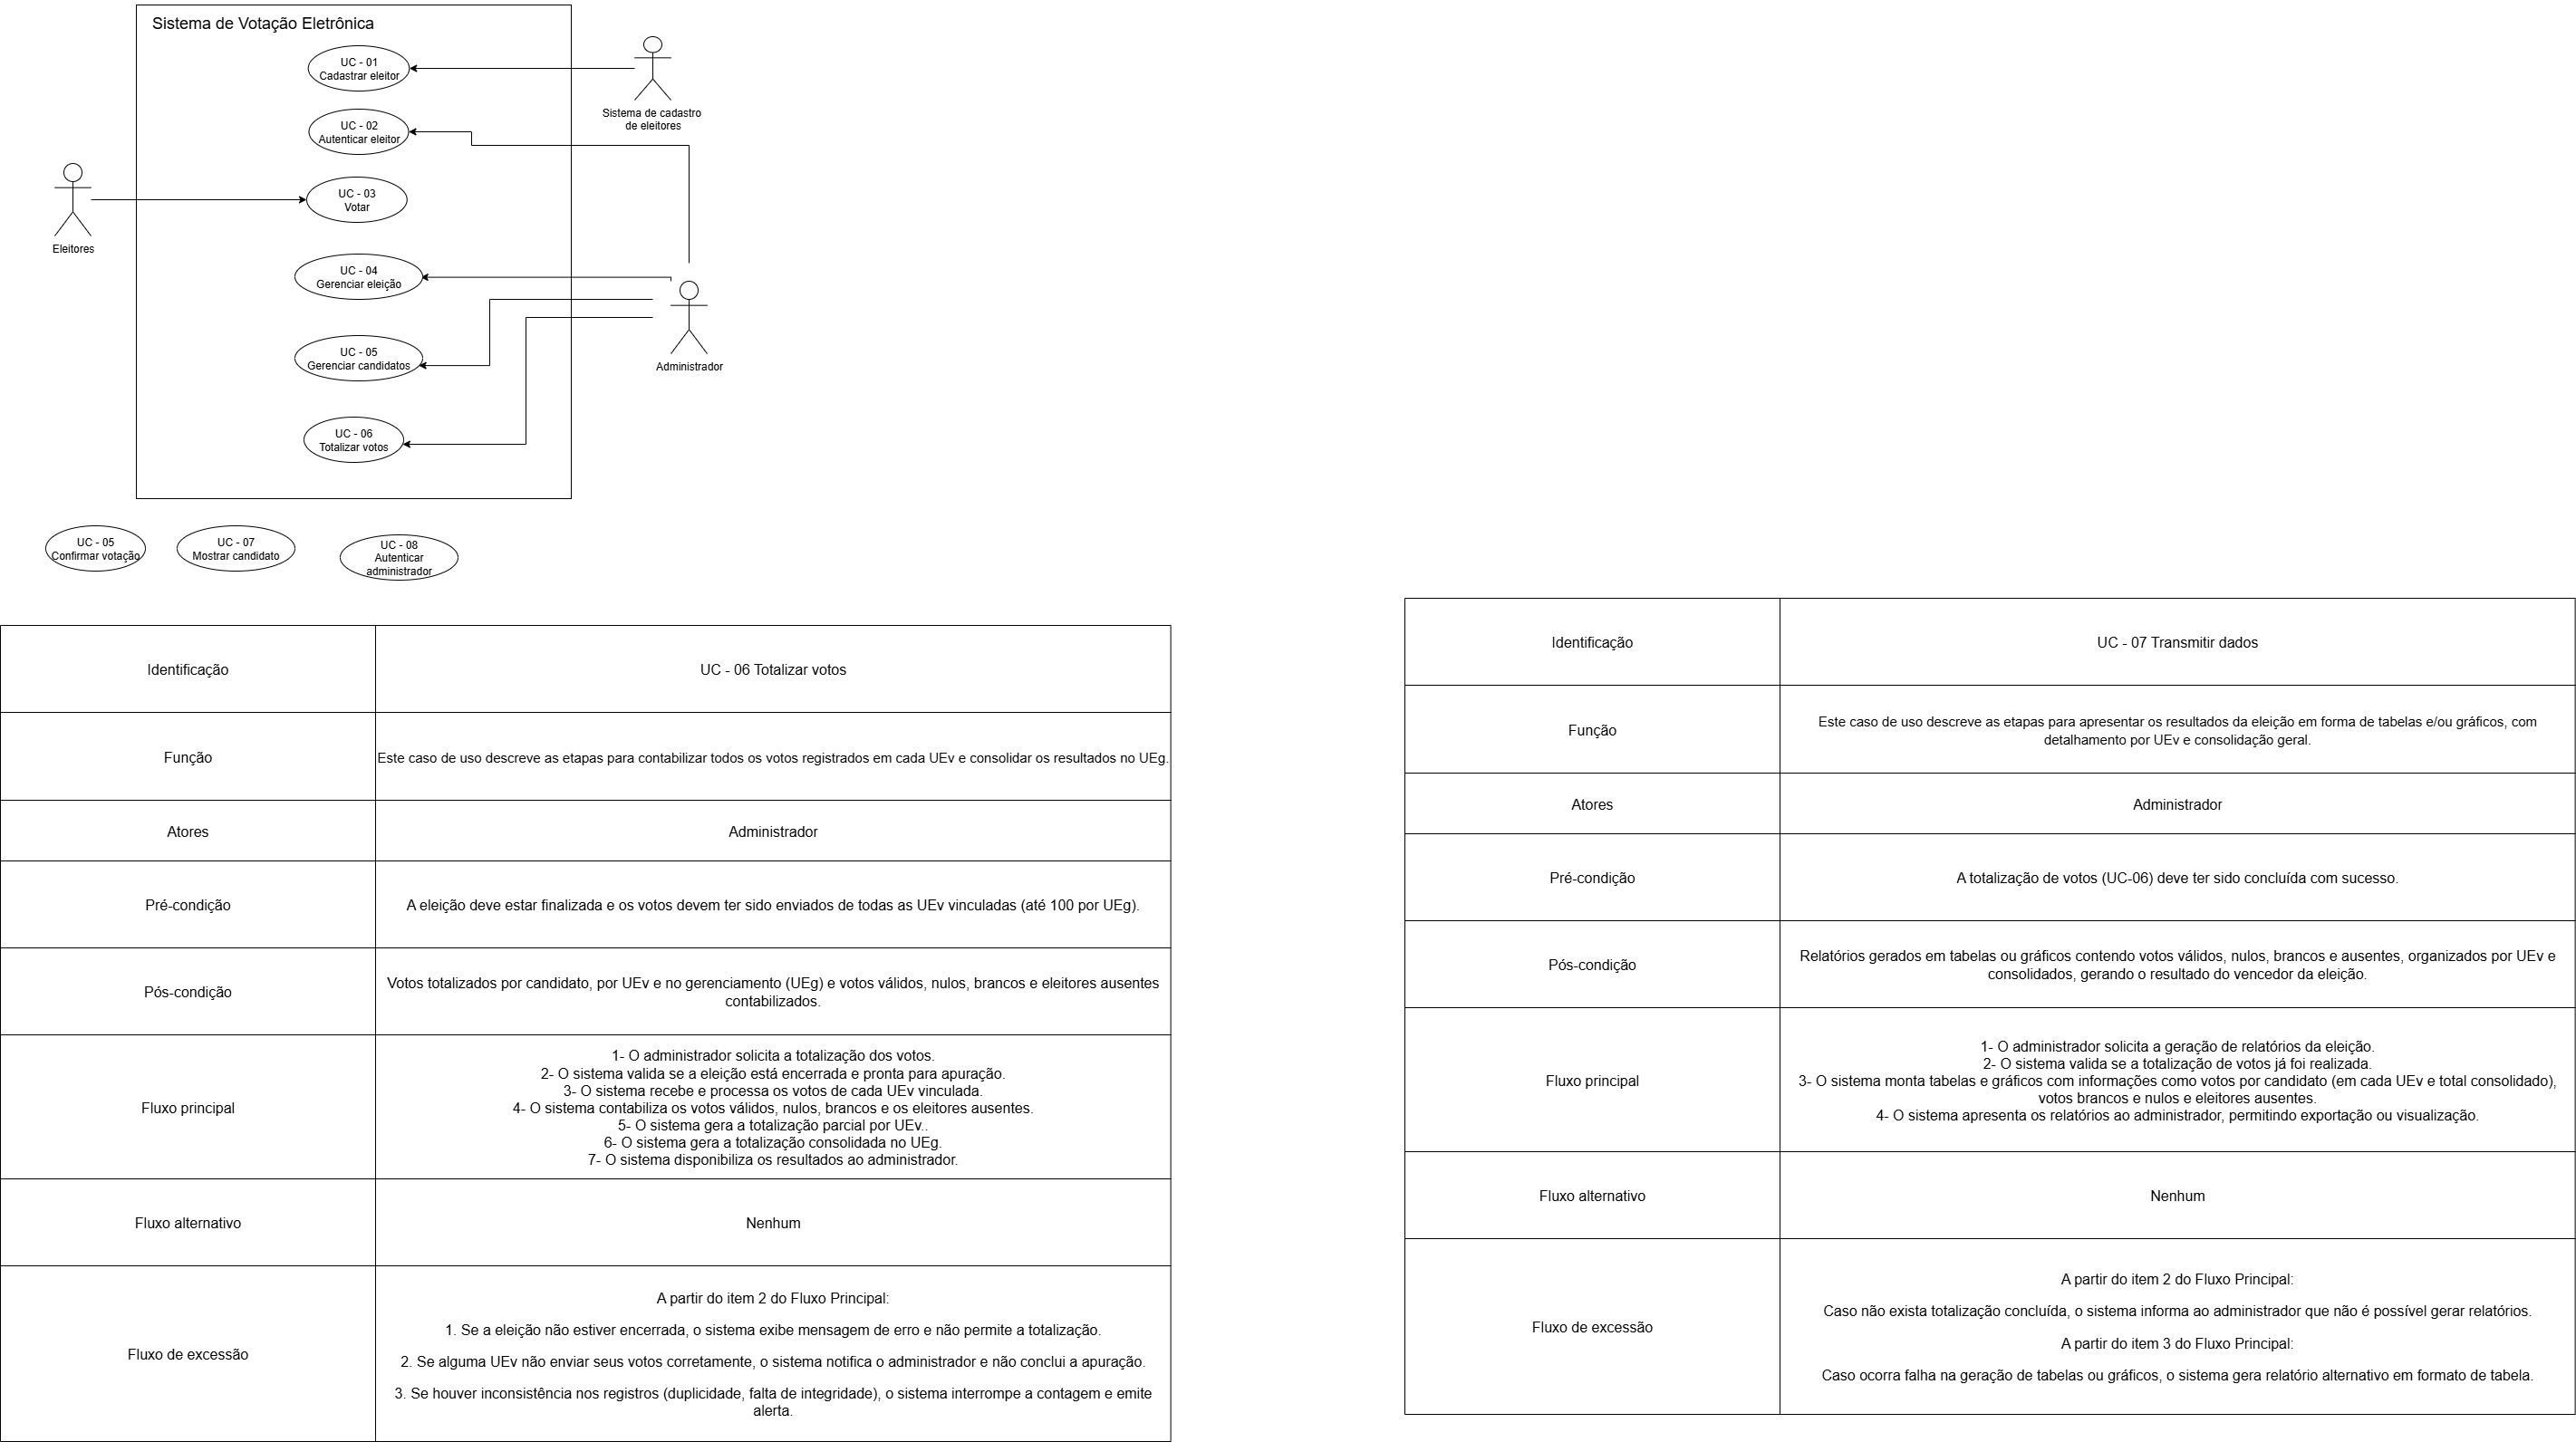 Sistema de Votação Eletrônica
UC - 01
Cadastrar eleitor
Sistema de cadastro
de eleitores
UC - 02
Autenticar eleitor
UC - 03
Votar
Eleitores
UC - 04
Gerenciar eleição
UC - 05
Gerenciar candidatos
Administrador
UC - 06
Totalizar votos
UC - 05
Confirmar votação
UC - 07
Mostrar candidato
UC - 08
Autenticar
administrador
Identificação
UC - 06 Totalizar votos
Função
Este caso de uso descreve as etapas para contabilizar todos os votos registrados em cada UEv e consolidar os resultados no UEg.
Atores
Administrador
Pré-condição
A eleição deve estar finalizada e os votos devem ter sido enviados de todas as UEv vinculadas (até 100 por UEg).
Pós-condição
Votos totalizados por candidato, por UEv e no gerenciamento (UEg) e votos válidos, nulos, brancos e eleitores ausentes
contabilizados.
Fluxo principal
1- O administrador solicita a totalização dos votos.
2- O sistema valida se a eleição está encerrada e pronta para apuração.
3- O sistema recebe e processa os votos de cada UEv vinculada.
4- O sistema contabiliza os votos válidos, nulos, brancos e os eleitores ausentes.
5- O sistema gera a totalização parcial por UEv..
6- O sistema gera a totalização consolidada no UEg.
7- O sistema disponibiliza os resultados ao administrador.
Fluxo alternativo
Nenhum
Fluxo de excessão
A partir do item 2 do Fluxo Principal:
1. Se a eleição não estiver encerrada, o sistema exibe mensagem de erro e não permite a totalização.
2. Se alguma UEv não enviar seus votos corretamente, o sistema notifica o administrador e não conclui a apuração.
3. Se houver inconsistência nos registros (duplicidade, falta de integridade), o sistema interrompe a contagem e emite
alerta.
Identificação
UC - 07 Transmitir dados
Função
Este caso de uso descreve as etapas para apresentar os resultados da eleição em forma de tabelas e/ou gráficos, com
detalhamento por UEv e consolidação geral.
Atores
Administrador
Pré-condição
A totalização de votos (UC-06) deve ter sido concluída com sucesso.
Pós-condição
Relatórios gerados em tabelas ou gráficos contendo votos válidos, nulos, brancos e ausentes, organizados por UEv e
consolidados, gerando o resultado do vencedor da eleição.
Fluxo principal
1- O administrador solicita a geração de relatórios da eleição.
2- O sistema valida se a totalização de votos já foi realizada.
3- O sistema monta tabelas e gráficos com informações como votos por candidato (em cada UEv e total consolidado),
votos brancos e nulos e eleitores ausentes.
4- O sistema apresenta os relatórios ao administrador, permitindo exportação ou visualização.
Fluxo alternativo
Nenhum
Fluxo de excessão
A partir do item 2 do Fluxo Principal:
Caso não exista totalização concluída, o sistema informa ao administrador que não é possível gerar relatórios.
A partir do item 3 do Fluxo Principal:
Caso ocorra falha na geração de tabelas ou gráficos, o sistema gera relatório alternativo em formato de tabela.